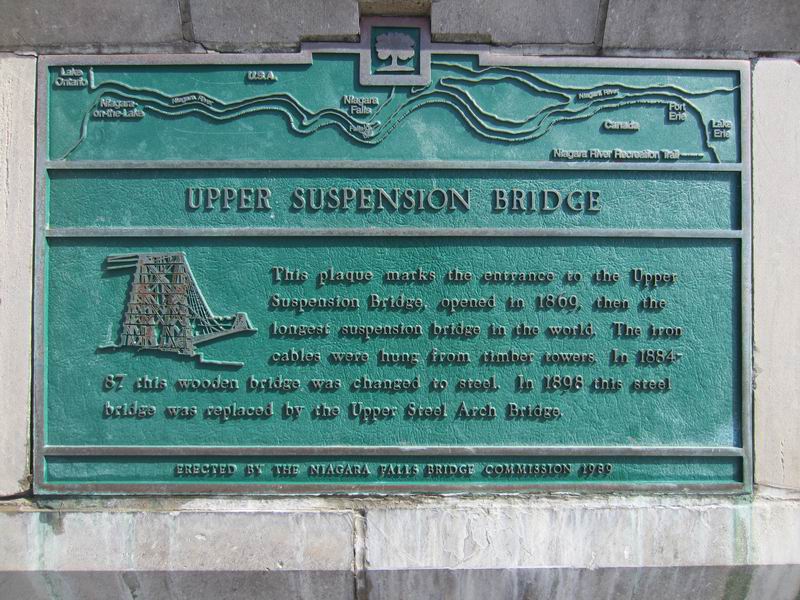 Lake
Ontario
U.S.A.
Niagara-
on-the-Lake
Niagara River
Niagara
Falls
Falls
Niagara River
Fort
Erie
Canada
Lake
Erie
Niagara River Recreation Trail
UPPER SUSPENSION BRIDGE
This plaque marks the entrance to the Upper
Suspension Bridge, opened in 1869, then the
longest suspension bridge in the world. The iron
cables were hung from timber towers. In 1884-
87 this wooden bridge was changed to steel. In 1898 this steel
bridge was replaced by the Upper Steel Arch Bridge.
ERECTED BY THE NIAGARA FALLS BRIDGE COMMISSION 1989